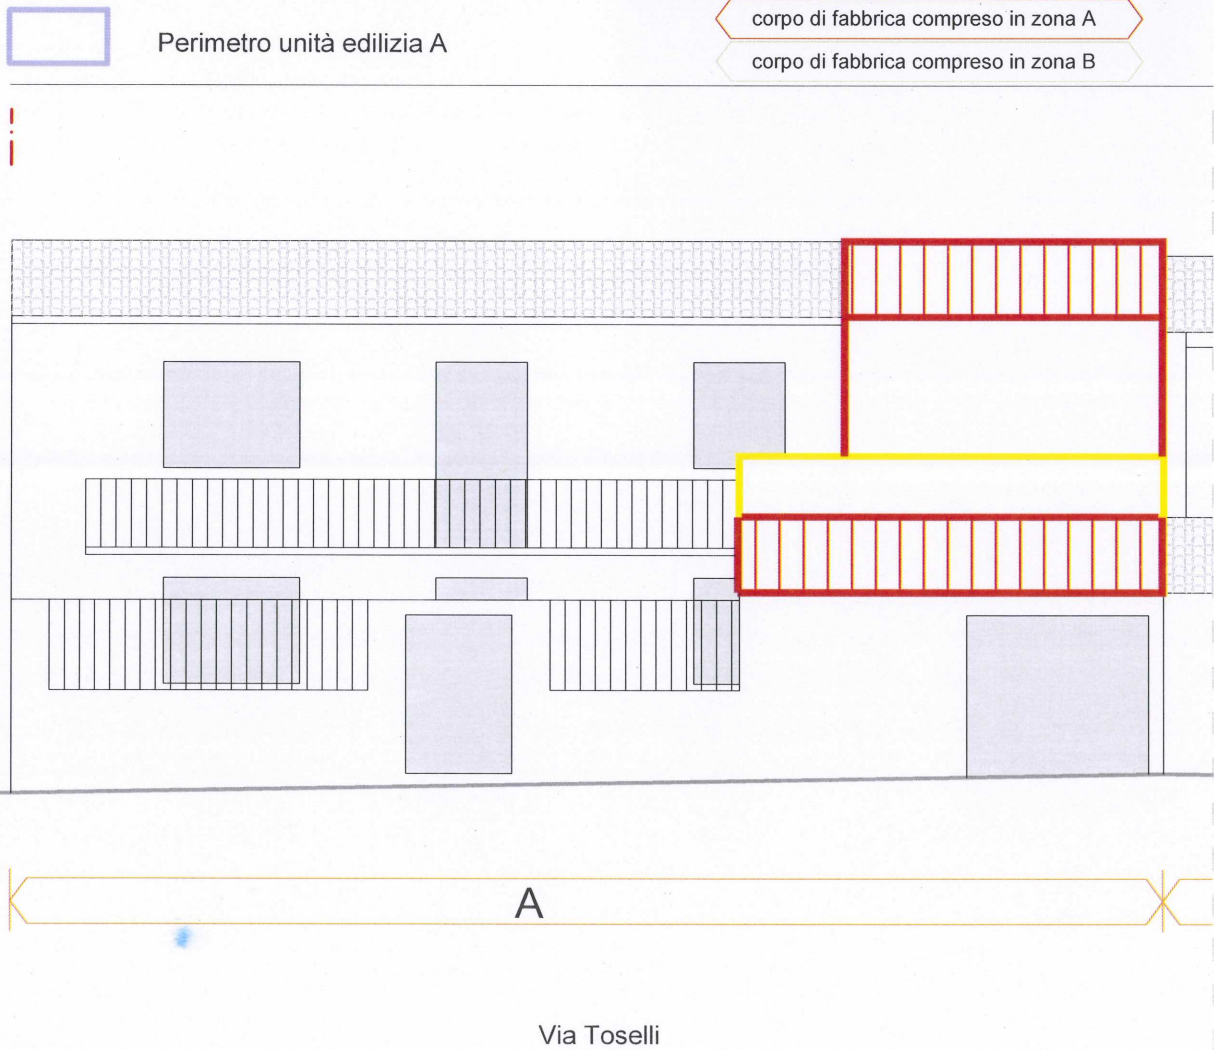 corpo di fabbrica compreso in zona A
Perimetro unità edilizia A
corpo di fabbrica compreso in zona B
A
Via Toselli